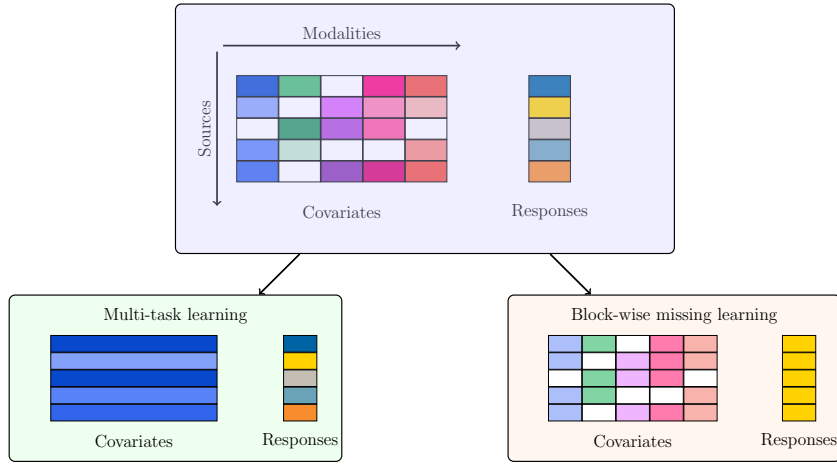 Modalities
Sources
Covariates
Responses
Multi-task learning
Covariates
Responses
Block-wise missing learning
Covariates
Responses